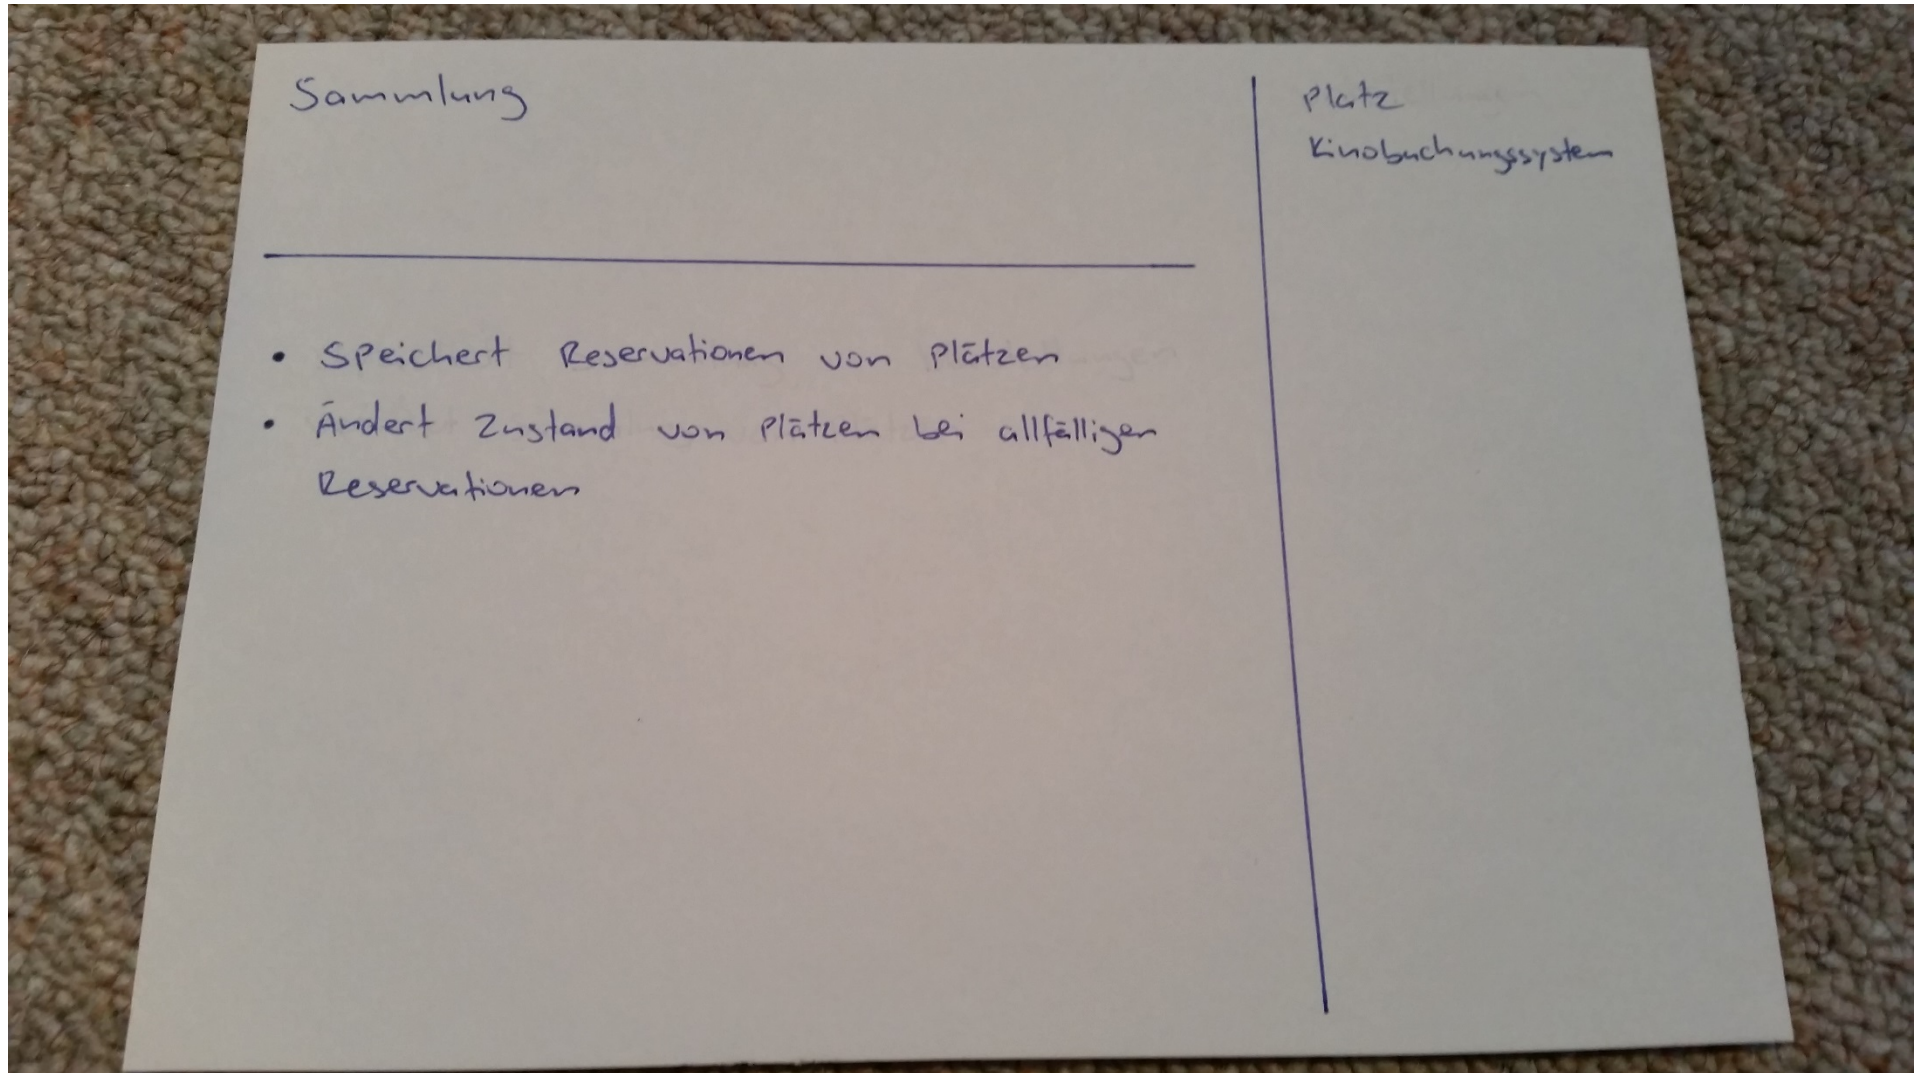 Sammlung
• Speichert Reservationen von Plätzen
• Ändert Zustand von Plätzen bei allfälligen
Reservationen
Platz
Kinobuchungssystem